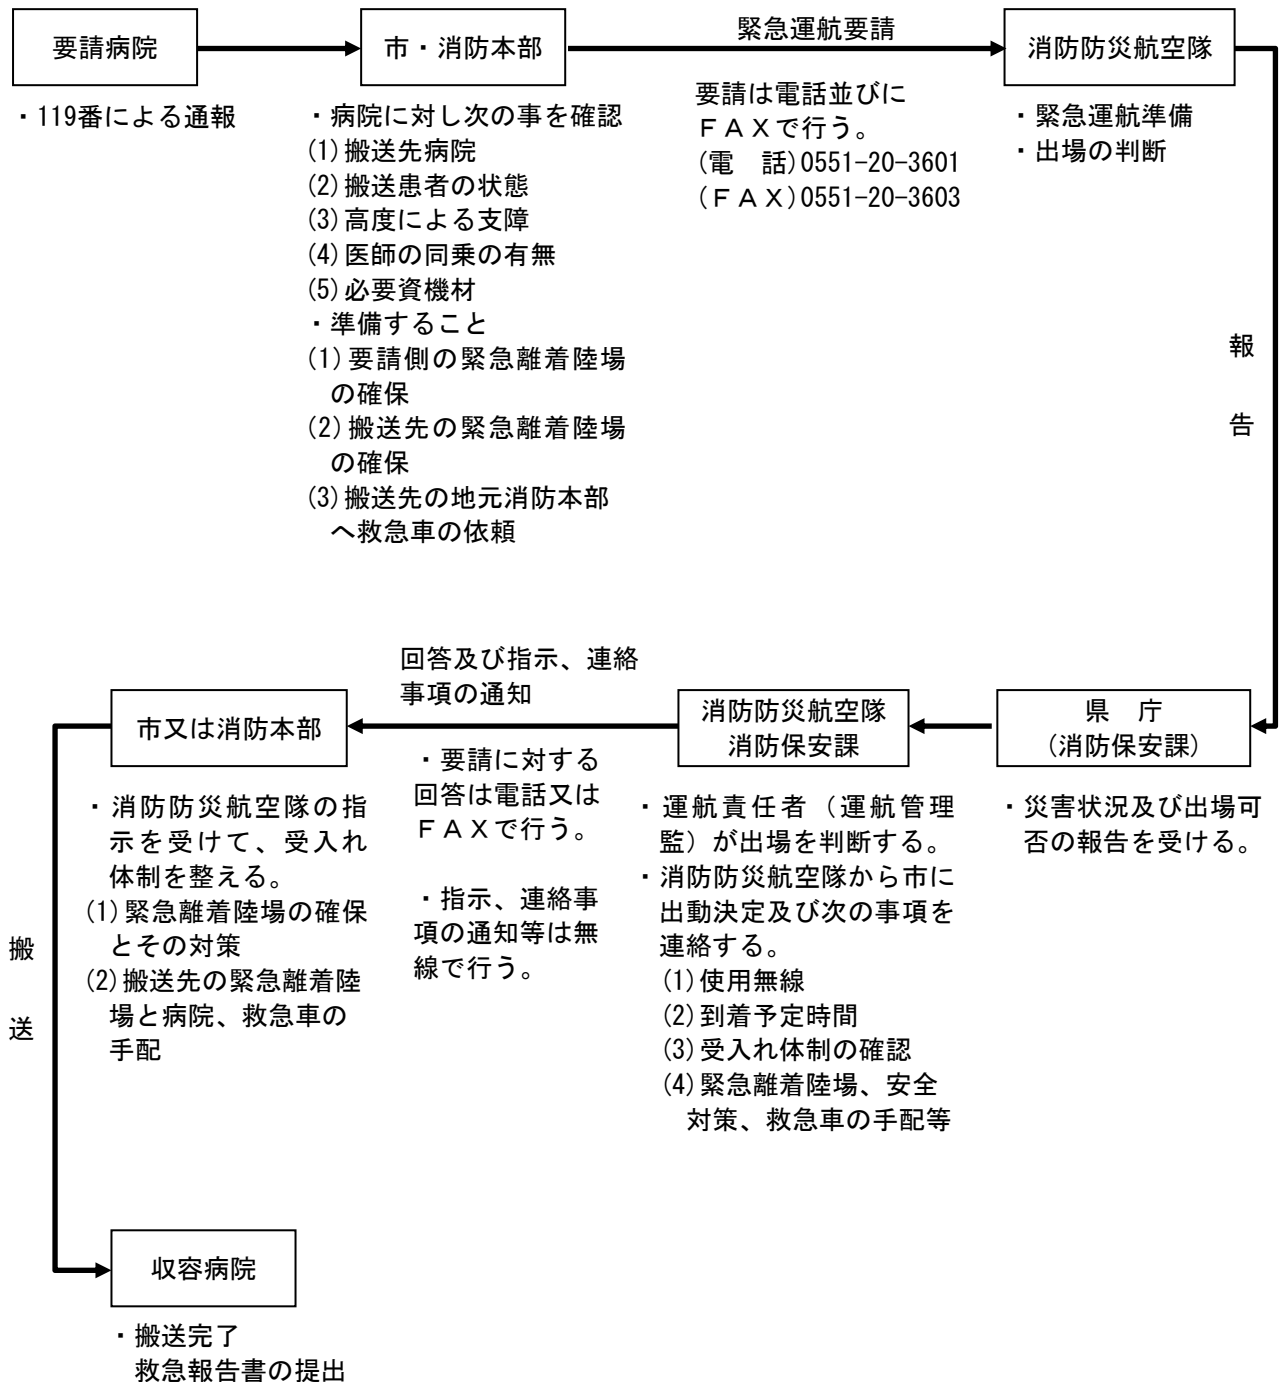 要請病院
・119番による通報
市・消防本部
・病院に対し次の事を確認
(1)搬送先病院
(2)搬送患者の状態
(3)高度による支障
(4)医師の同乗の有無
(5)必要資機材
・準備すること
(1)要請側の緊急離着陸場
の確保
(2)搬送先の緊急離着陸場
の確保
(3)搬送先の地元消防本部
へ救急車の依頼
緊急運航要請
要請は電話並びに
ＦＡＸで行う。
(電　話)0551-20-3601
(ＦＡＸ)0551-20-3603
消防防災航空隊
・緊急運航準備
・出場の判断
報告
県　庁
(消防保安課)
・災害状況及び出場可
否の報告を受ける。
消防防災航空隊
消防保安課
・運航責任者（運航管理
監）が出場を判断する。
・消防防災航空隊から市に
出動決定及び次の事項を
連絡する。
(1)使用無線
(2)到着予定時間
(3)受入れ体制の確認
(4)緊急離着陸場、安全
対策、救急車の手配等
回答及び指示、連絡
事項の通知
・要請に対する
回答は電話又は
ＦＡＸで行う。
・指示、連絡事
項の通知等は無
線で行う。
市又は消防本部
・消防防災航空隊の指
示を受けて、受入れ
体制を整える。
(1)緊急離着陸場の確保
とその対策
(2)搬送先の緊急離着陸
場と病院、救急車の
手配
搬送
収容病院
・搬送完了
救急報告書の提出